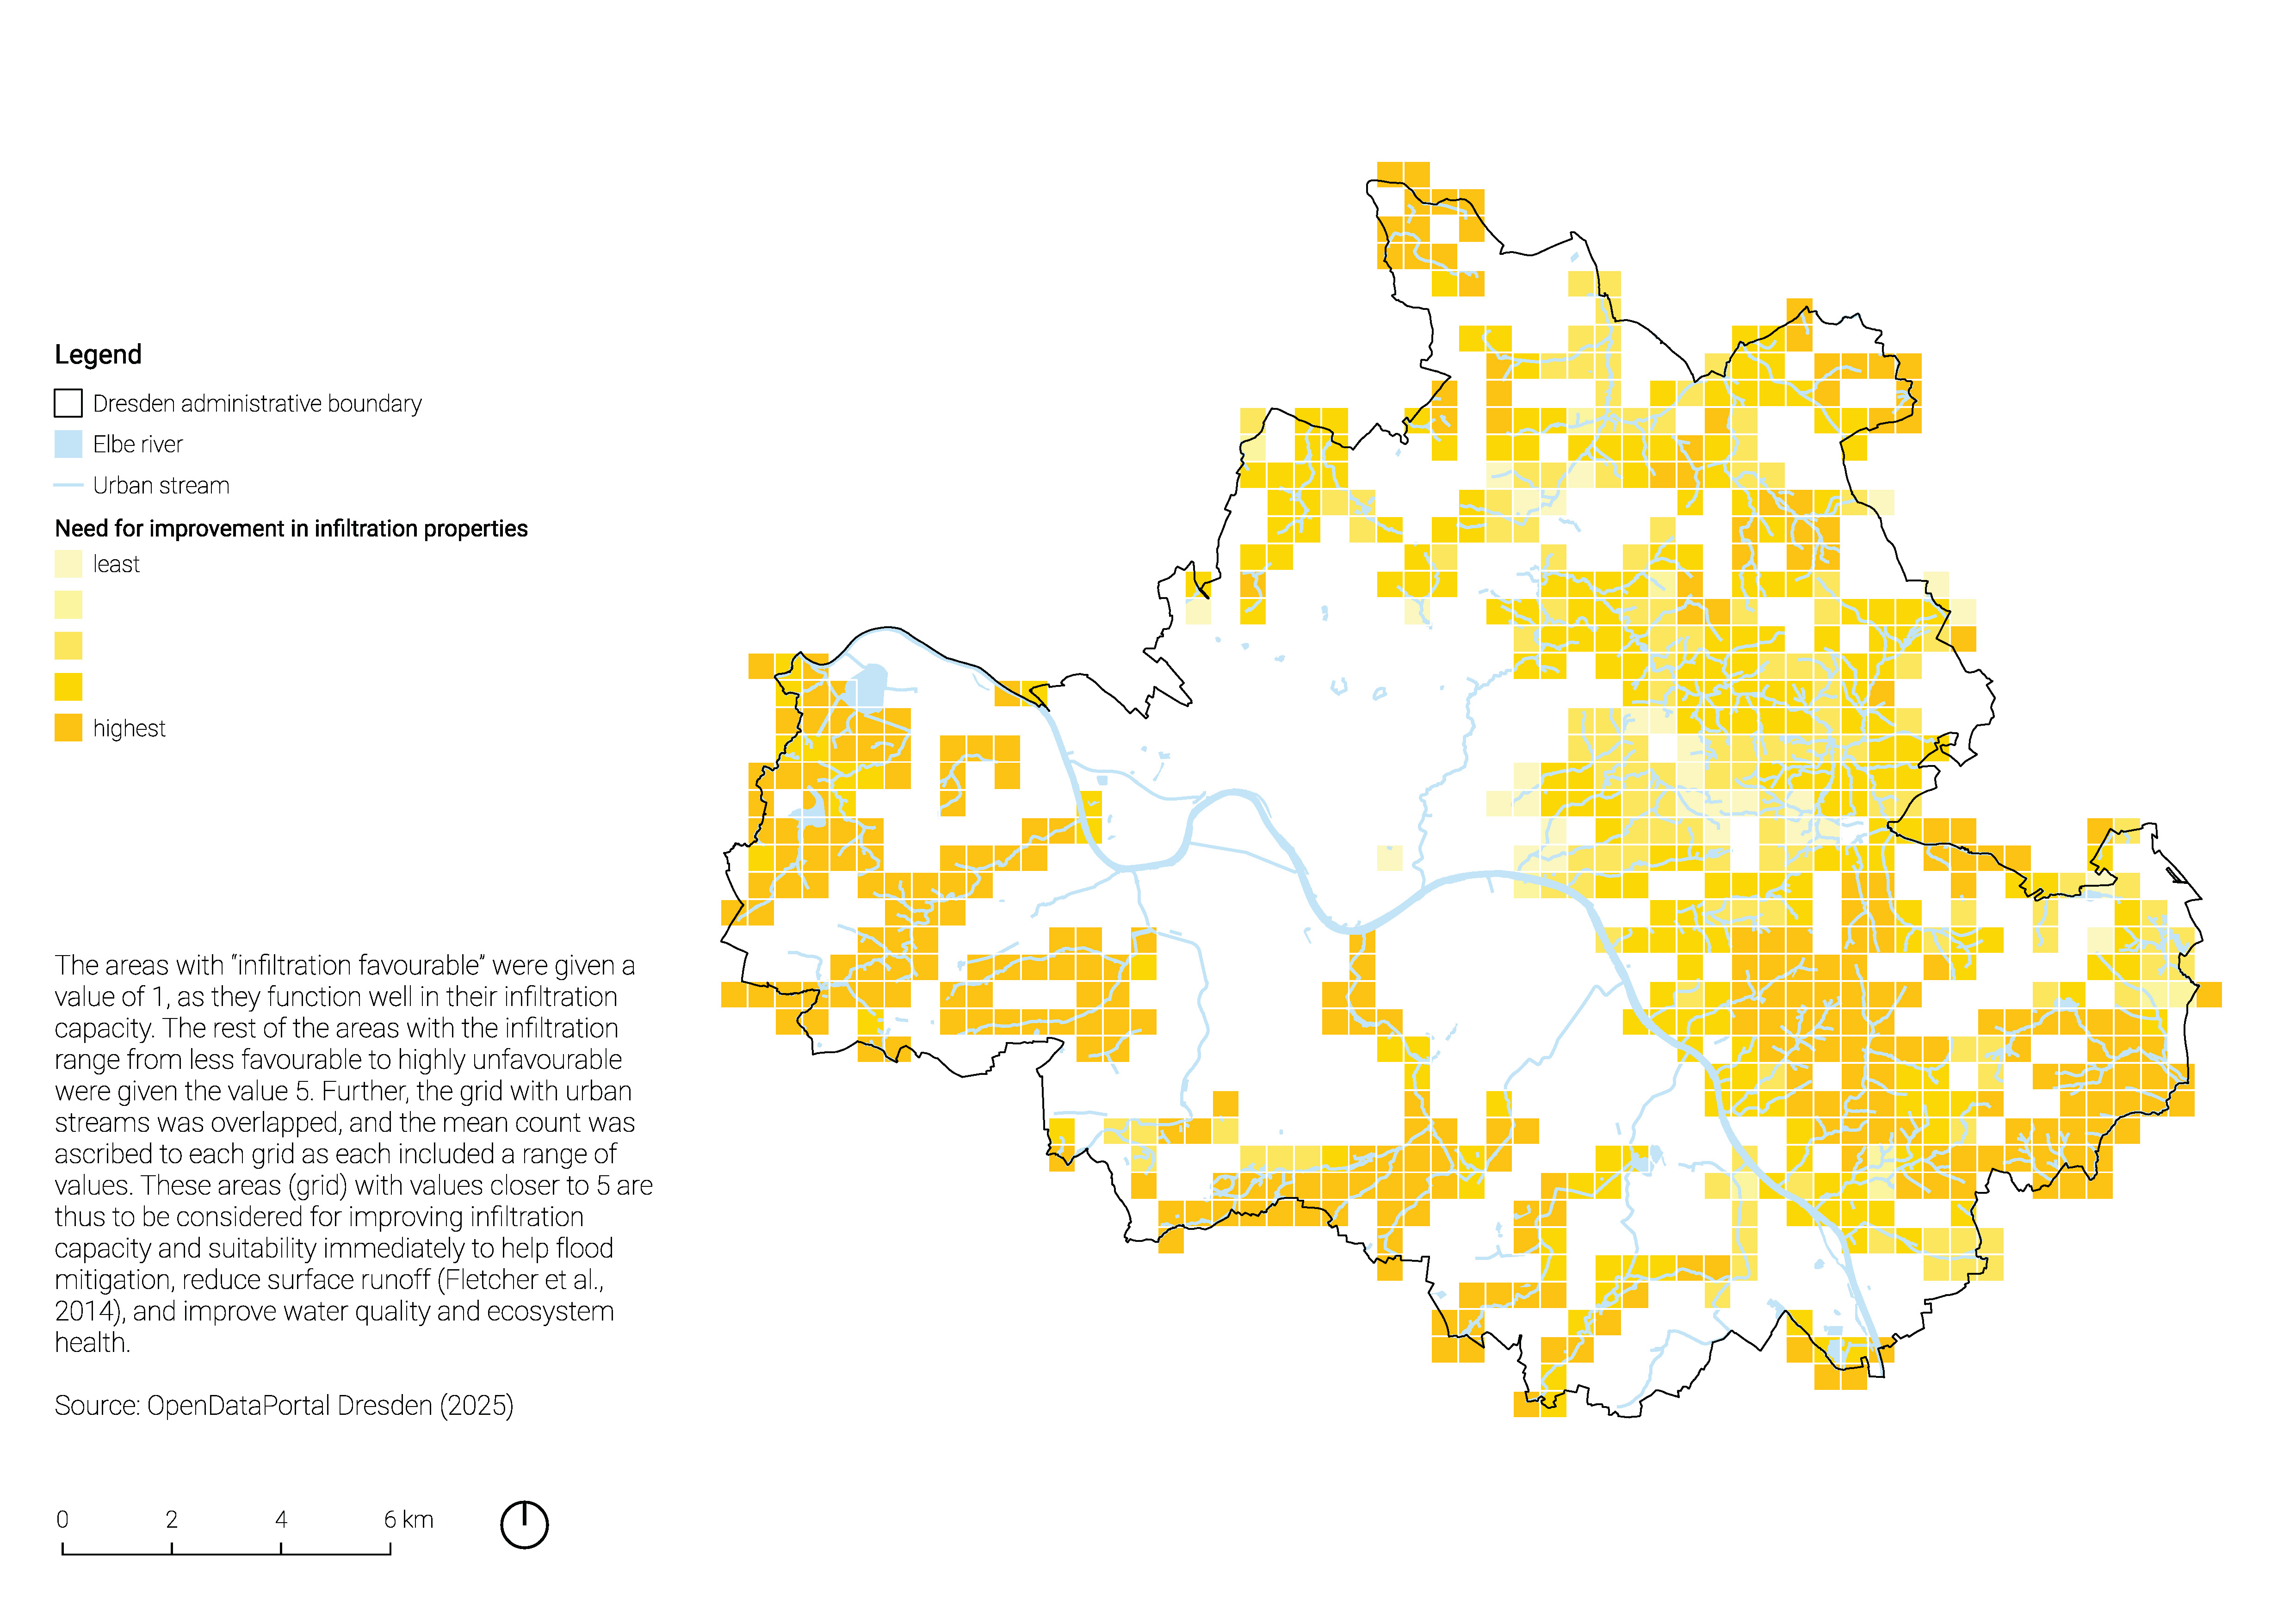 Legend
Dresden administrative boundary
Elbe river
Urban stream
Need for improvement in infiltration properties
least
highest
The areas with “infiltration favourable” were given a
value of 1, as they function well in their infiltration
capacity. The rest of the areas with the infiltration
range from less favourable to highly unfavourable
were given the value 5. Further, the grid with urban
streams was overlapped, and the mean count was
ascribed to each grid as each included a range of
values. These areas (grid) with values closer to 5 are
thus to be considered for improving infiltration
capacity and suitability immediately to help flood
mitigation, reduce surface runoff (Fletcher et al.,
2014), and improve water quality and ecosystem
health.
Source: OpenDataPortal Dresden (2025)
0 2 4 6 km